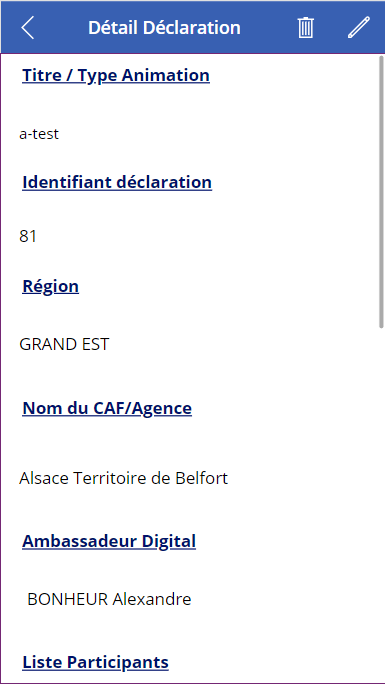 Détail Déclaration
Titre / Type Animation
a-test
Identifiant déclaration
81
Région
GRAND EST
Nom du CAF/Agence
Alsace Territoire de Belfort
Ambassadeur Digital
BONHEUR Alexandre
Liste Participants